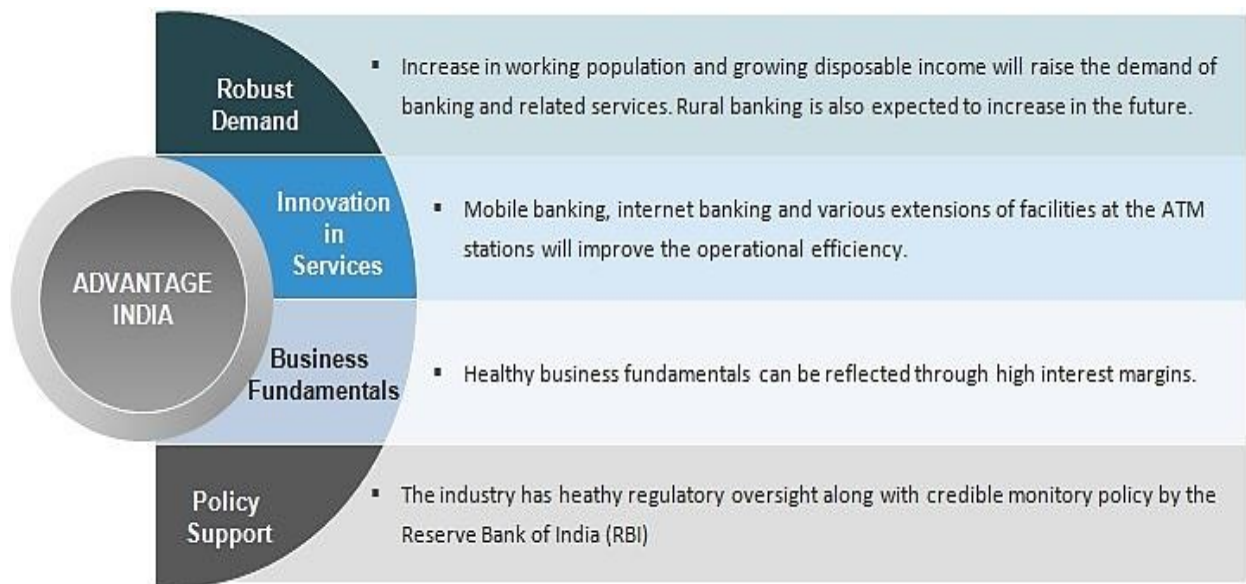 Robust
Demand
▪ Increase in working population and growing disposable income will raise the demand of
banking and related services. Rural banking is also expected to increase in the future.
ADVANTAGE
INDIA
Innovation
in
Services
▪ Mobile banking, internet banking and various extensions of facilities at the ATM
stations will improve the operational efficiency.
Business
Fundamentals
▪ Healthy business fundamentals can be reflected through high interest margins.
Policy
Support
▪ The industry has heathy regulatory oversight along with credible monitory policy by the
Reserve Bank of India (RBI)